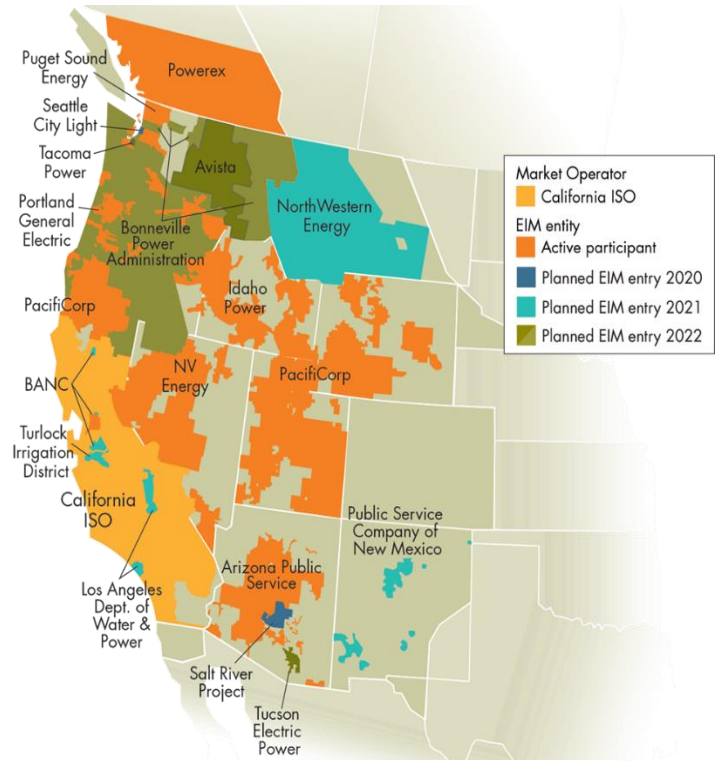 Puget Sound
Energy
Powerex
Seattle
City Light
Tacoma
Power
Avista
Portland
General
Electric
Bonneville
Power
Administration
NorthWestern
Energy
PacifiCorp
Idaho
Power
BANC
NV
Energy
PacifiCorp
Turlock
Irrigation
District
California
ISO
Los Angeles
Dept. of
Water &
Power
Arizona Public
Service
Public Service
Company of
New Mexico
Salt River
Project
Tucson
Electric
Power
Market Operator
California ISO
EIM entity
Active participant
Planned EIM entry 2020
Planned EIM entry 2021
Planned EIM entry 2022